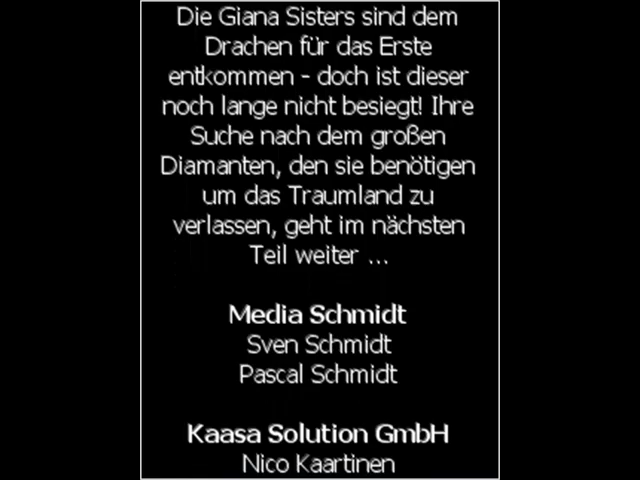 Die Giana Sisters sind dem
Drachen für das Erste
entkommen - doch ist dieser
noch lange nicht besiegt! Ihre
Suche nach dem großen
Diamanten, den sie benötigen
um das Traumland zu
verlassen, geht im nächsten
Teil weiter ...
Media Schmidt
Sven Schmidt
Pascal Schmidt
Kaasa Solution GmbH
Nico Kaartinen